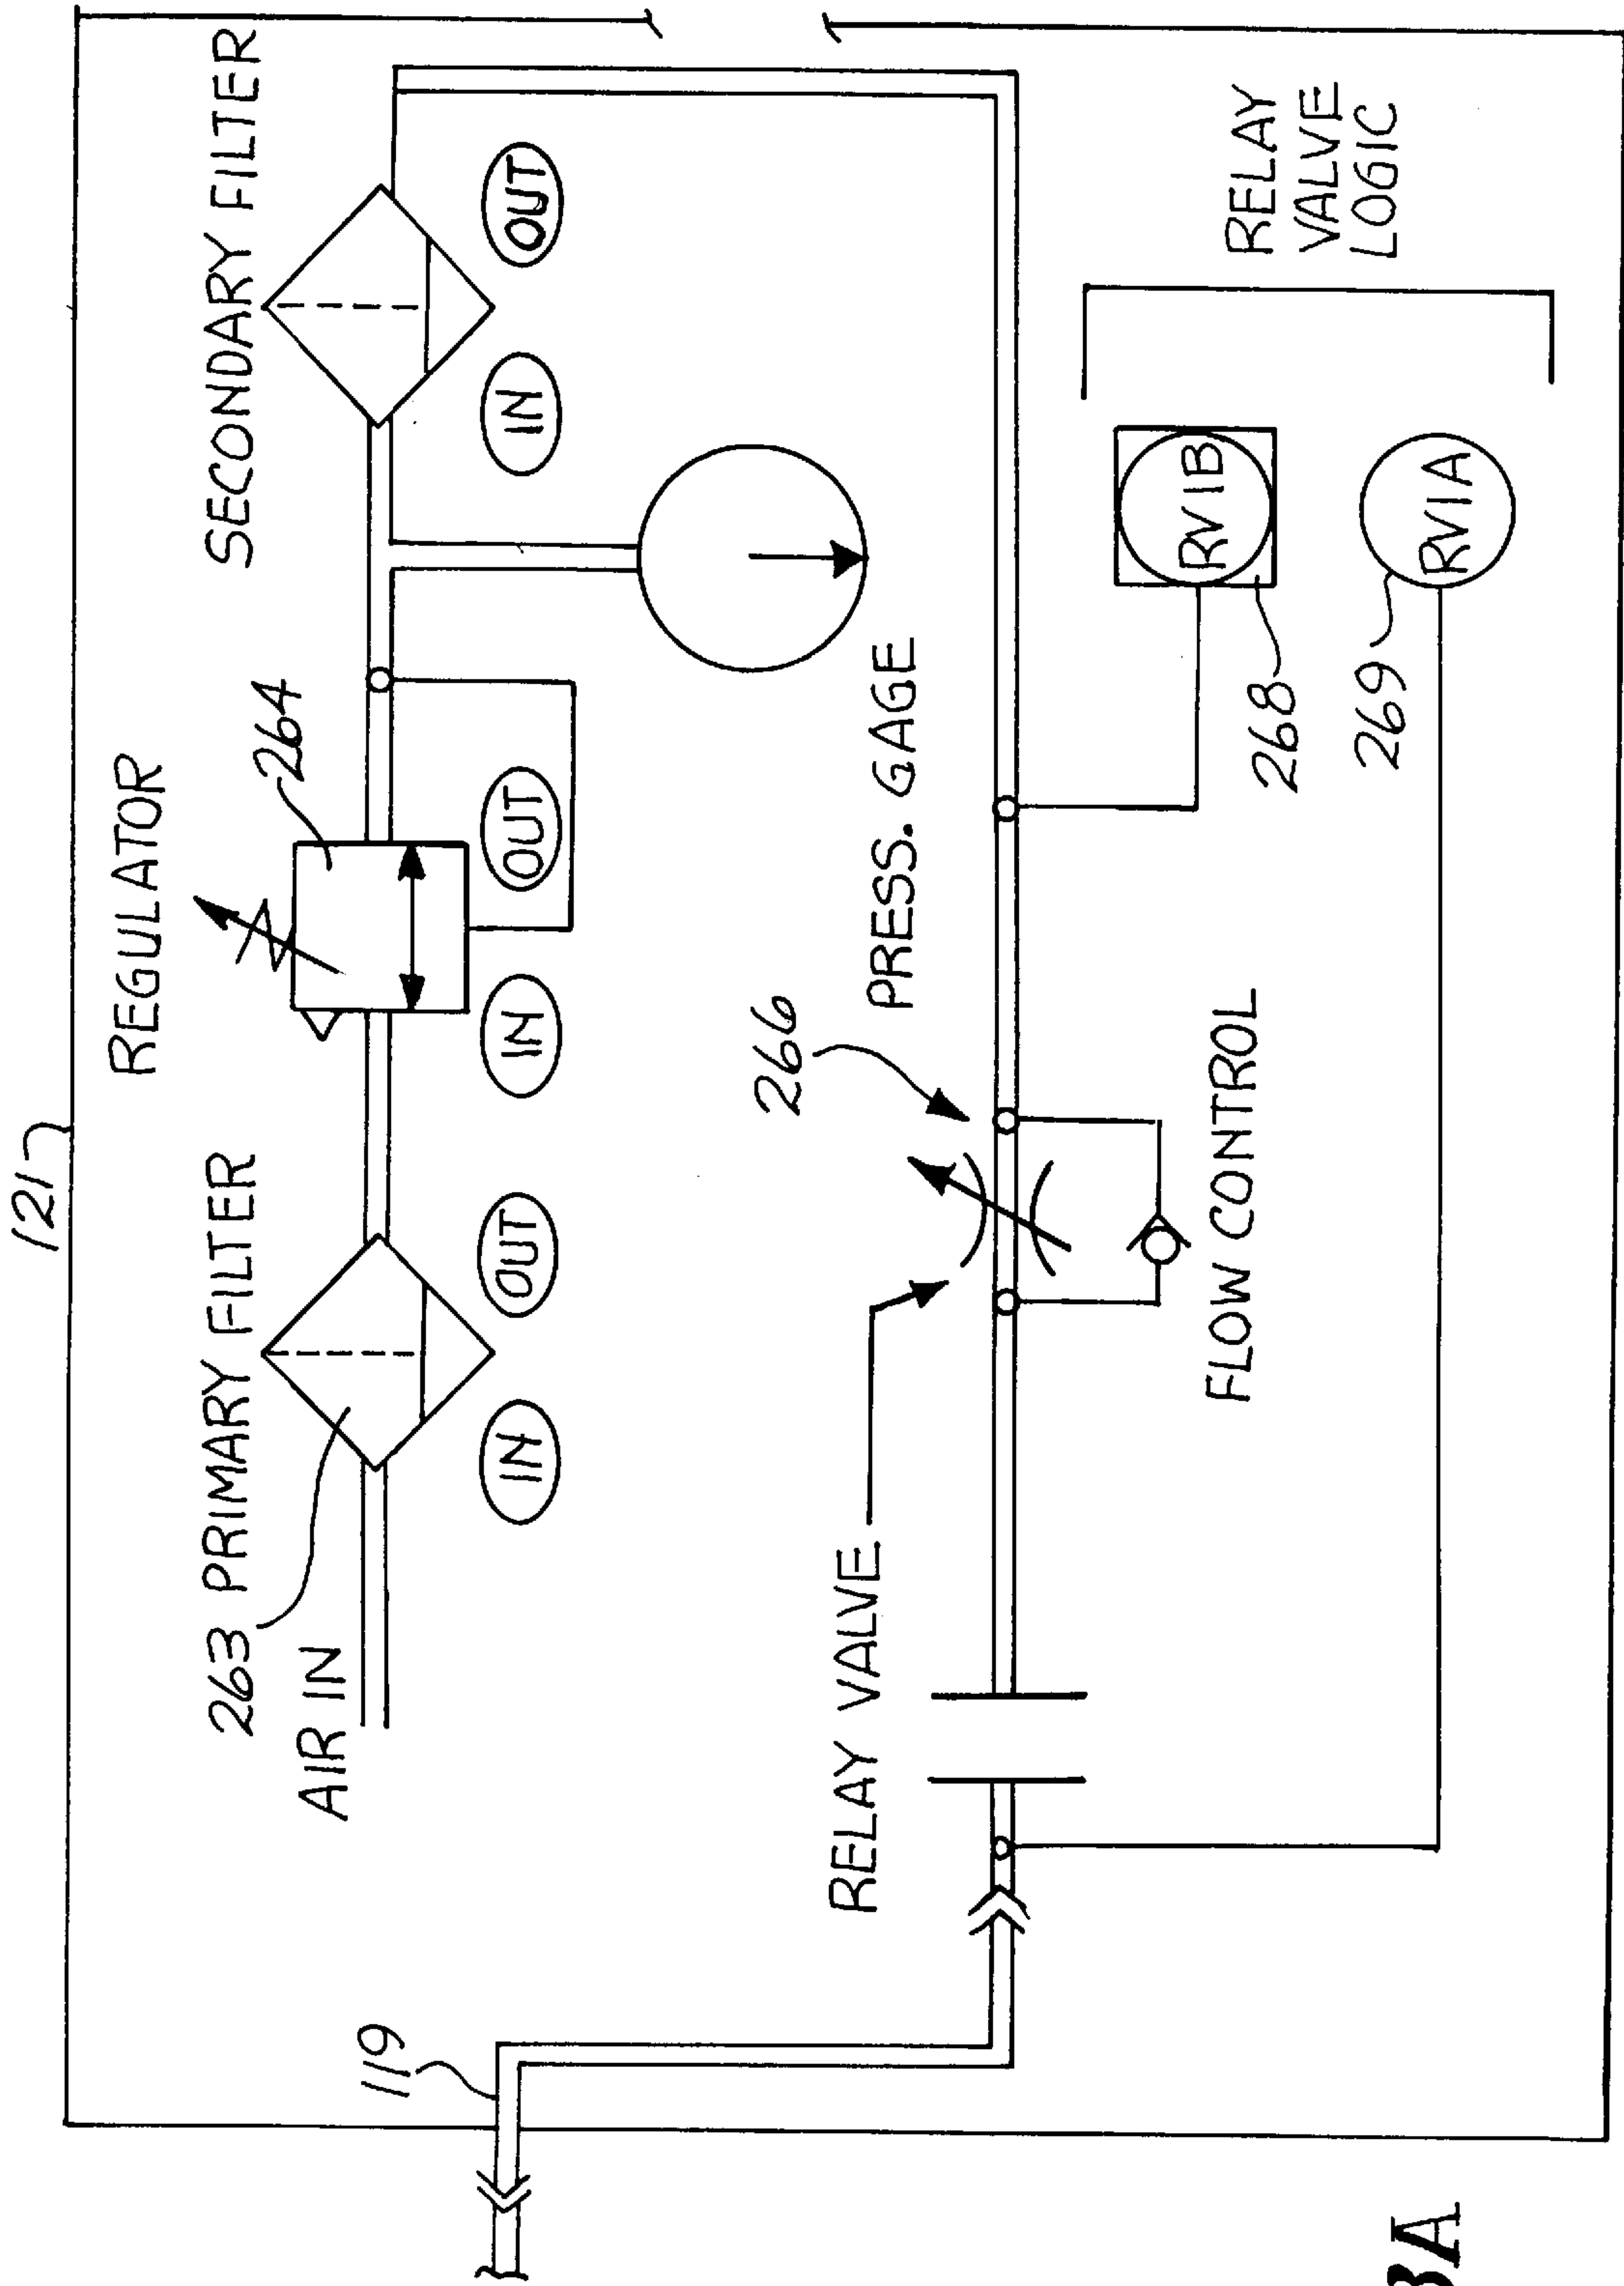 121
REGULATOR
263 PRIMARY FILTER
SECONDARY FILTER
264
AIR IN
119
IN
OUT
IN
OUT
IN
OUT
266
RELAY VALVE
PRESS. GAGE
FLOW CONTROL
RELAY
VALVE
LOGIC
RV1B
268
269
RV1A
3A